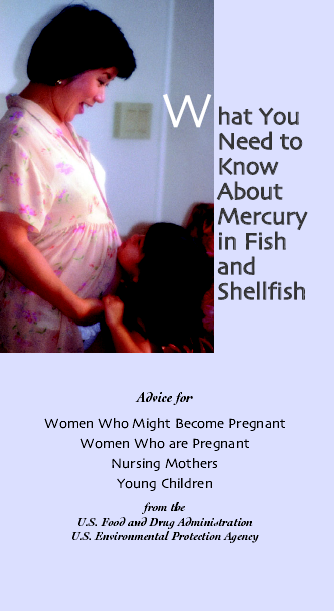 What You
Need to
Know
About
Mercury
in Fish
and
Shellfish
Advice for
Women Who Might Become Pregnant
Women Who are Pregnant
Nursing Mothers
Young Children
from the
U.S. Food and Drug Administration
U.S. Environmental Protection Agency